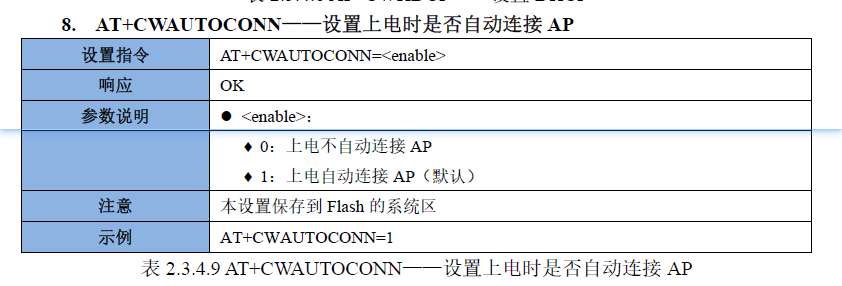 8. AT+CWAUTOCONN——设置上电时是否自动连接 AP
设置指令 AT+CWAUTOCONN=<enable>
响应 OK
参数说明 ● <enable>：
♦ 0：上电不自动连接 AP
♦ 1：上电自动连接 AP（默认）
注意 本设置保存到 Flash 的系统区
示例 AT+CWAUTOCONN=1
表 2.3.4.9 AT+CWAUTOCONN——设置上电时是否自动连接 AP